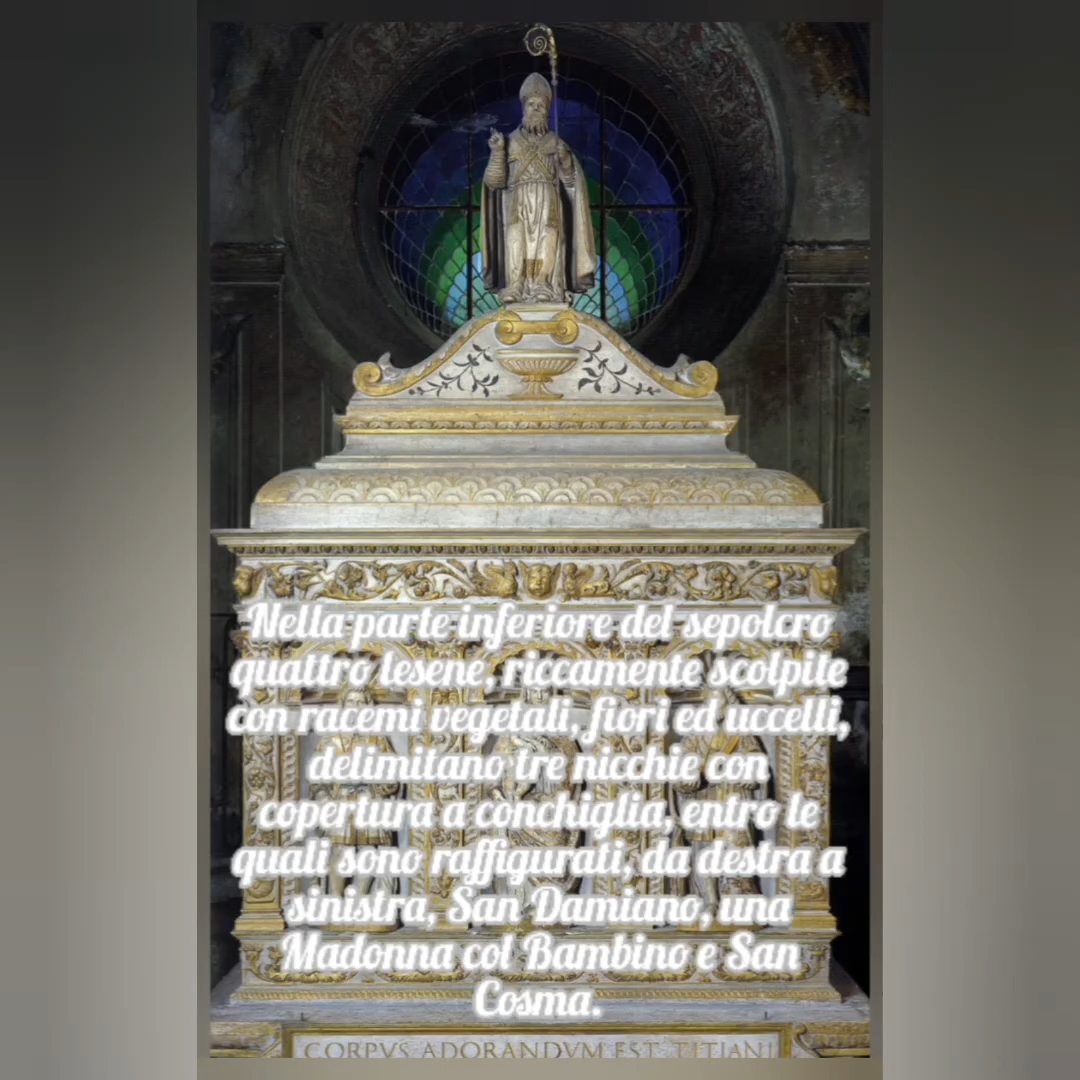 Nella parte inferiore del sepolcro
quattro lesene, riccamente scolpite
con racemi vegetali, fiori ed uccelli,
delimitano tre nicchie con
copertura a conchiglia, entro le
quali sono raffigurati, da destra a
sinistra, San Damiano, una
Madonna col Bambino e San
Cosma.
CORPVS ADORANDVM EST TITIANI